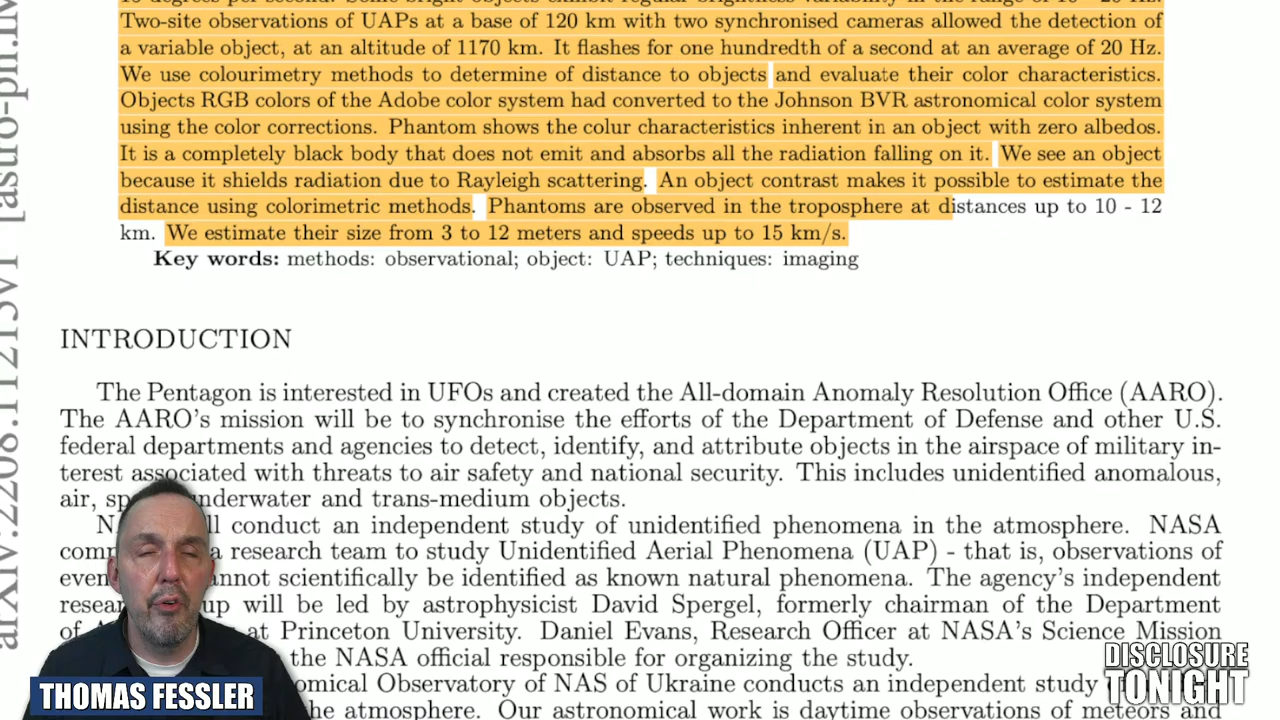 Two-site observations of UAPs at a base of 120 km with two synchronised cameras allowed the detection of
a variable object, at an altitude of 1170 km. It flashes for one hundredth of a second at an average of 20 Hz.
We use colourimetry methods to determine of distance to objects and evaluate their color characteristics.
Objects RGB colors of the Adobe color system had converted to the Johnson BVR astronomical color system
using the color corrections. Phantom shows the colur characteristics inherent in an object with zero albedos.
It is a completely black body that does not emit and absorbs all the radiation falling on it. We see an object
because it shields radiation due to Rayleigh scattering. An object contrast makes it possible to estimate the
distance using colorimetric methods. Phantoms are observed in the troposphere at distances up to 10 - 12
km. We estimate their size from 3 to 12 meters and speeds up to 15 km/s.
Key words: methods: observational; object: UAP; techniques: imaging
INTRODUCTION
The Pentagon is interested in UFOs and created the All-domain Anomaly Resolution Office (AARO).
The AARO's mission will be to synchronise the efforts of the Department of Defense and other U.S.
federal departments and agencies to detect, identify, and attribute objects in the airspace of military in-
terest associated with threats to air safety and national security. This includes unidentified anomalous,
air, underwater and trans-medium objects.
conduct an independent study of unidentified phenomena in the atmosphere. NASA
a research team to study Unidentified Aerial Phenomena (UAP) - that is, observations of
scientifically be identified as known natural phenomena. The agency's independent
will be led by astrophysicist David Spergel, formerly chairman of the Department
of at Princeton University. Daniel Evans, Research Officer at NASA's Science Mission
the NASA official responsible for organizing the study.
Observatory of NAS of Ukraine conducts an independent study
the atmosphere. Our astronomical work is daytime observations of meteors and
THOMAS FESSLER
DISCLOSURE
TONIGHT